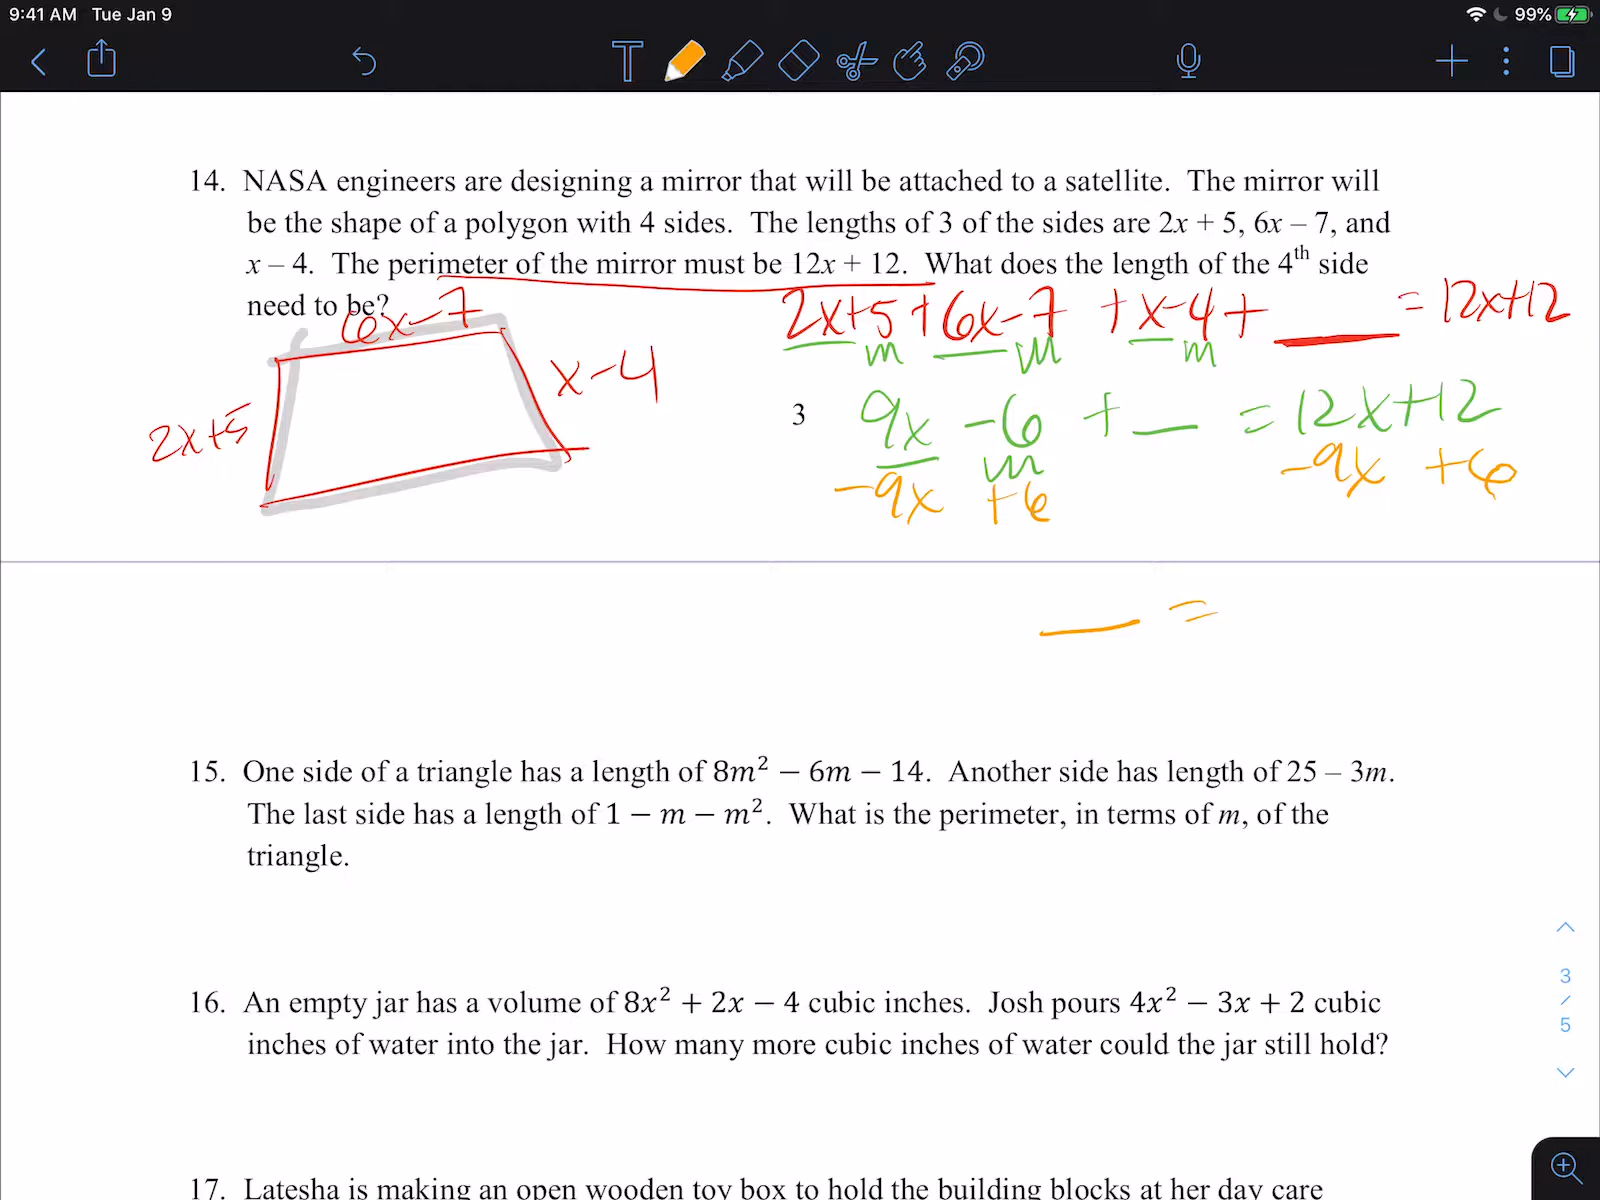 9:41 AM Tue Jan 9 99%
14. NASA engineers are designing a mirror that will be attached to a satellite. The mirror will
be the shape of a polygon with 4 sides. The lengths of 3 of the sides are 2x + 5, 6x – 7, and
x – 4. The perimeter of the mirror must be 12x + 12. What does the length of the 4th side
need to be?
6x-7
2x+5 + 6x-7 + x-4 + ___ = 12x+12
x-4
2x+5
3
9x -6 + __ = 12x+12
-9x +6 -9x +6
__ =
15. One side of a triangle has a length of 8m² − 6m − 14. Another side has length of 25 – 3m.
The last side has a length of 1 − m − m². What is the perimeter, in terms of m, of the
triangle.
16. An empty jar has a volume of 8x² + 2x − 4 cubic inches. Josh pours 4x² − 3x + 2 cubic
inches of water into the jar. How many more cubic inches of water could the jar still hold?
3
/
5
17. Latesha is making an open wooden toy box to hold the building blocks at her day care